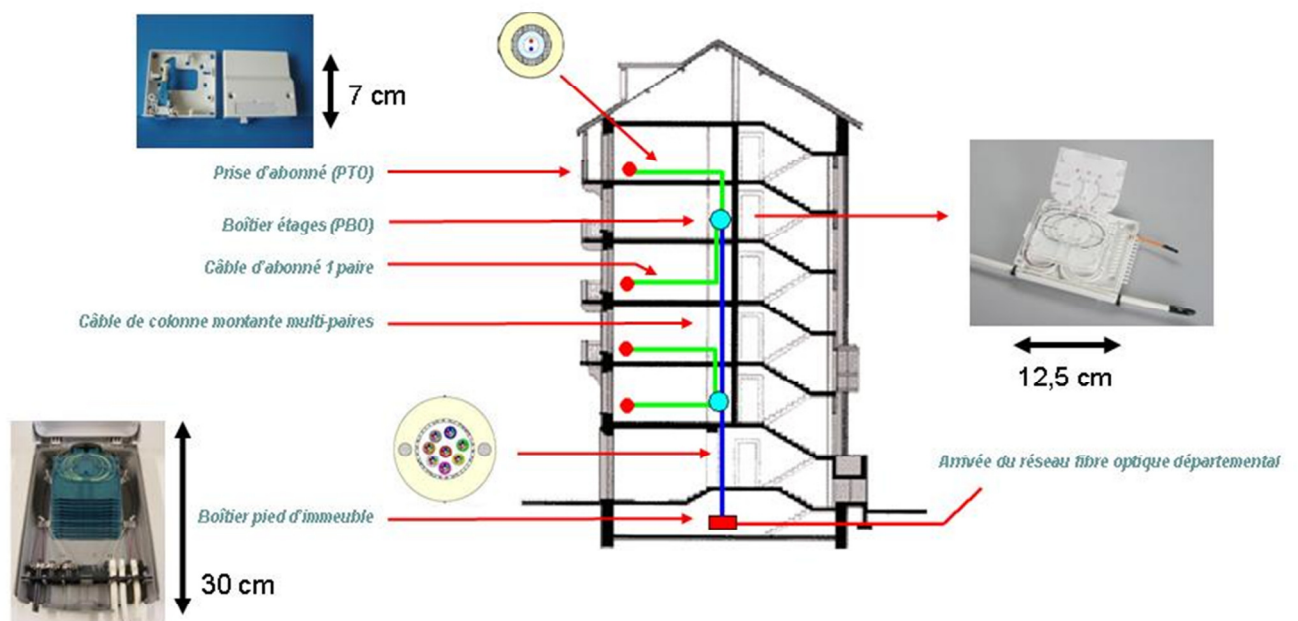 7 cm
Prise d'abonné (PTO)
Boîtier étages (PBO)
Câble d'abonné 1 paire
Câble de colonne montante multi-paires
12,5 cm
Arrivée du réseau fibre optique départemental
Boîtier pied d'immeuble
30 cm